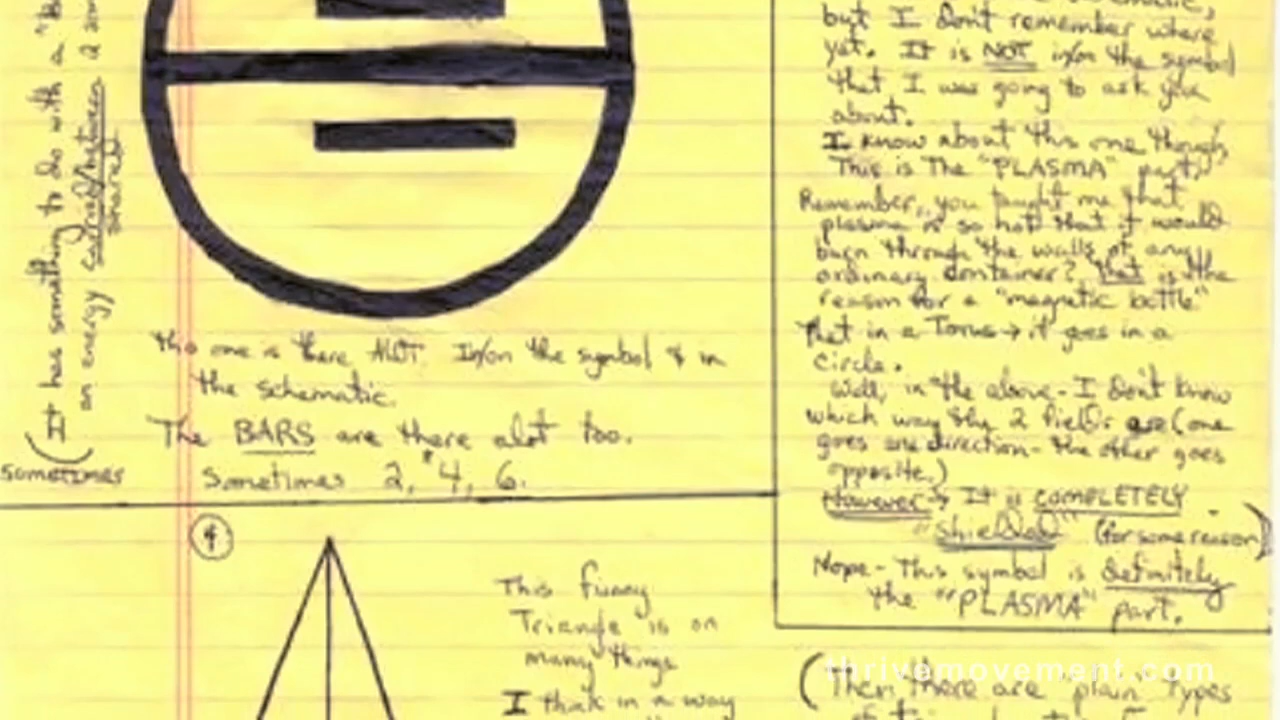 (It has something to do with a "B
an energy
sometimes
this one is there ALOT. In/on the symbol & in
the schematic.
The BARS are there alot too.
Sometimes 2, 4, 6.
but I don't remember where
yet. It is NOT in/on the symbol
that I was going to ask you
about.
I know about this one though,
This is The "PLASMA" part,
Remember, you taught me that
plasma is so hot that it would
burn through the walls of any
ordinary container? That is the
reason for a "magnetic bottle"
that in a Torus → it goes in a
circle.
Well, in the above - I don't know
which way they 2 fields are (one
goes one direction - the other goes
opposite.)
However, It is COMPLETELY
"Shielded" (for some reason)
Nope - This symbol is definitely
the "PLASMA" part.
This funny
Triangle is on
many things
I think in a way
(Then there are plain types
thrivemovement.com